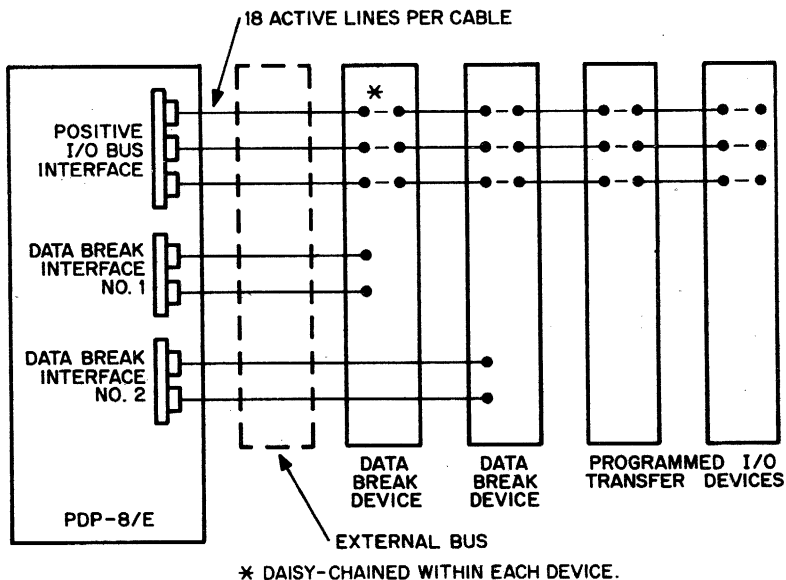 18 ACTIVE LINES PER CABLE
POSITIVE
I/O BUS
INTERFACE
*
DATA BREAK
INTERFACE
NO. 1
DATA BREAK
INTERFACE
NO. 2
PDP-8/E
DATA
BREAK
DEVICE
DATA
BREAK
DEVICE
PROGRAMMED I/O
TRANSFER DEVICES
EXTERNAL BUS
* DAISY-CHAINED WITHIN EACH DEVICE.